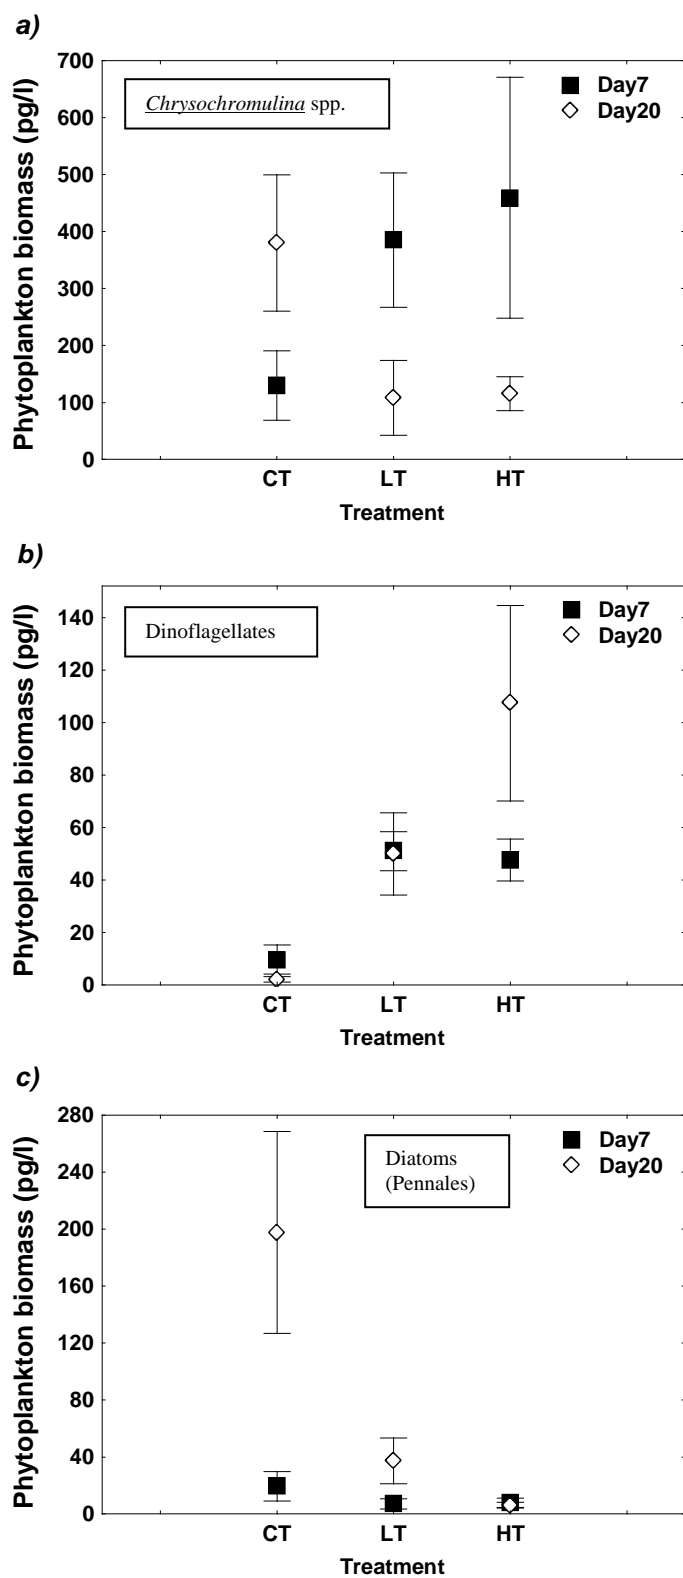 a)
Phytoplankton biomass (pg/l)
700
600
500
400
300
200
100
0
Chrysochromulina spp.
Day7
Day20
CT LT HT
Treatment
b)
Phytoplankton biomass (pg/l)
140
120
100
80
60
40
20
0
Dinoflagellates
Day7
Day20
CT LT HT
Treatment
c)
Phytoplankton biomass (pg/l)
280
240
200
160
120
80
40
0
Diatoms
(Pennales)
Day7
Day20
CT LT HT
Treatment